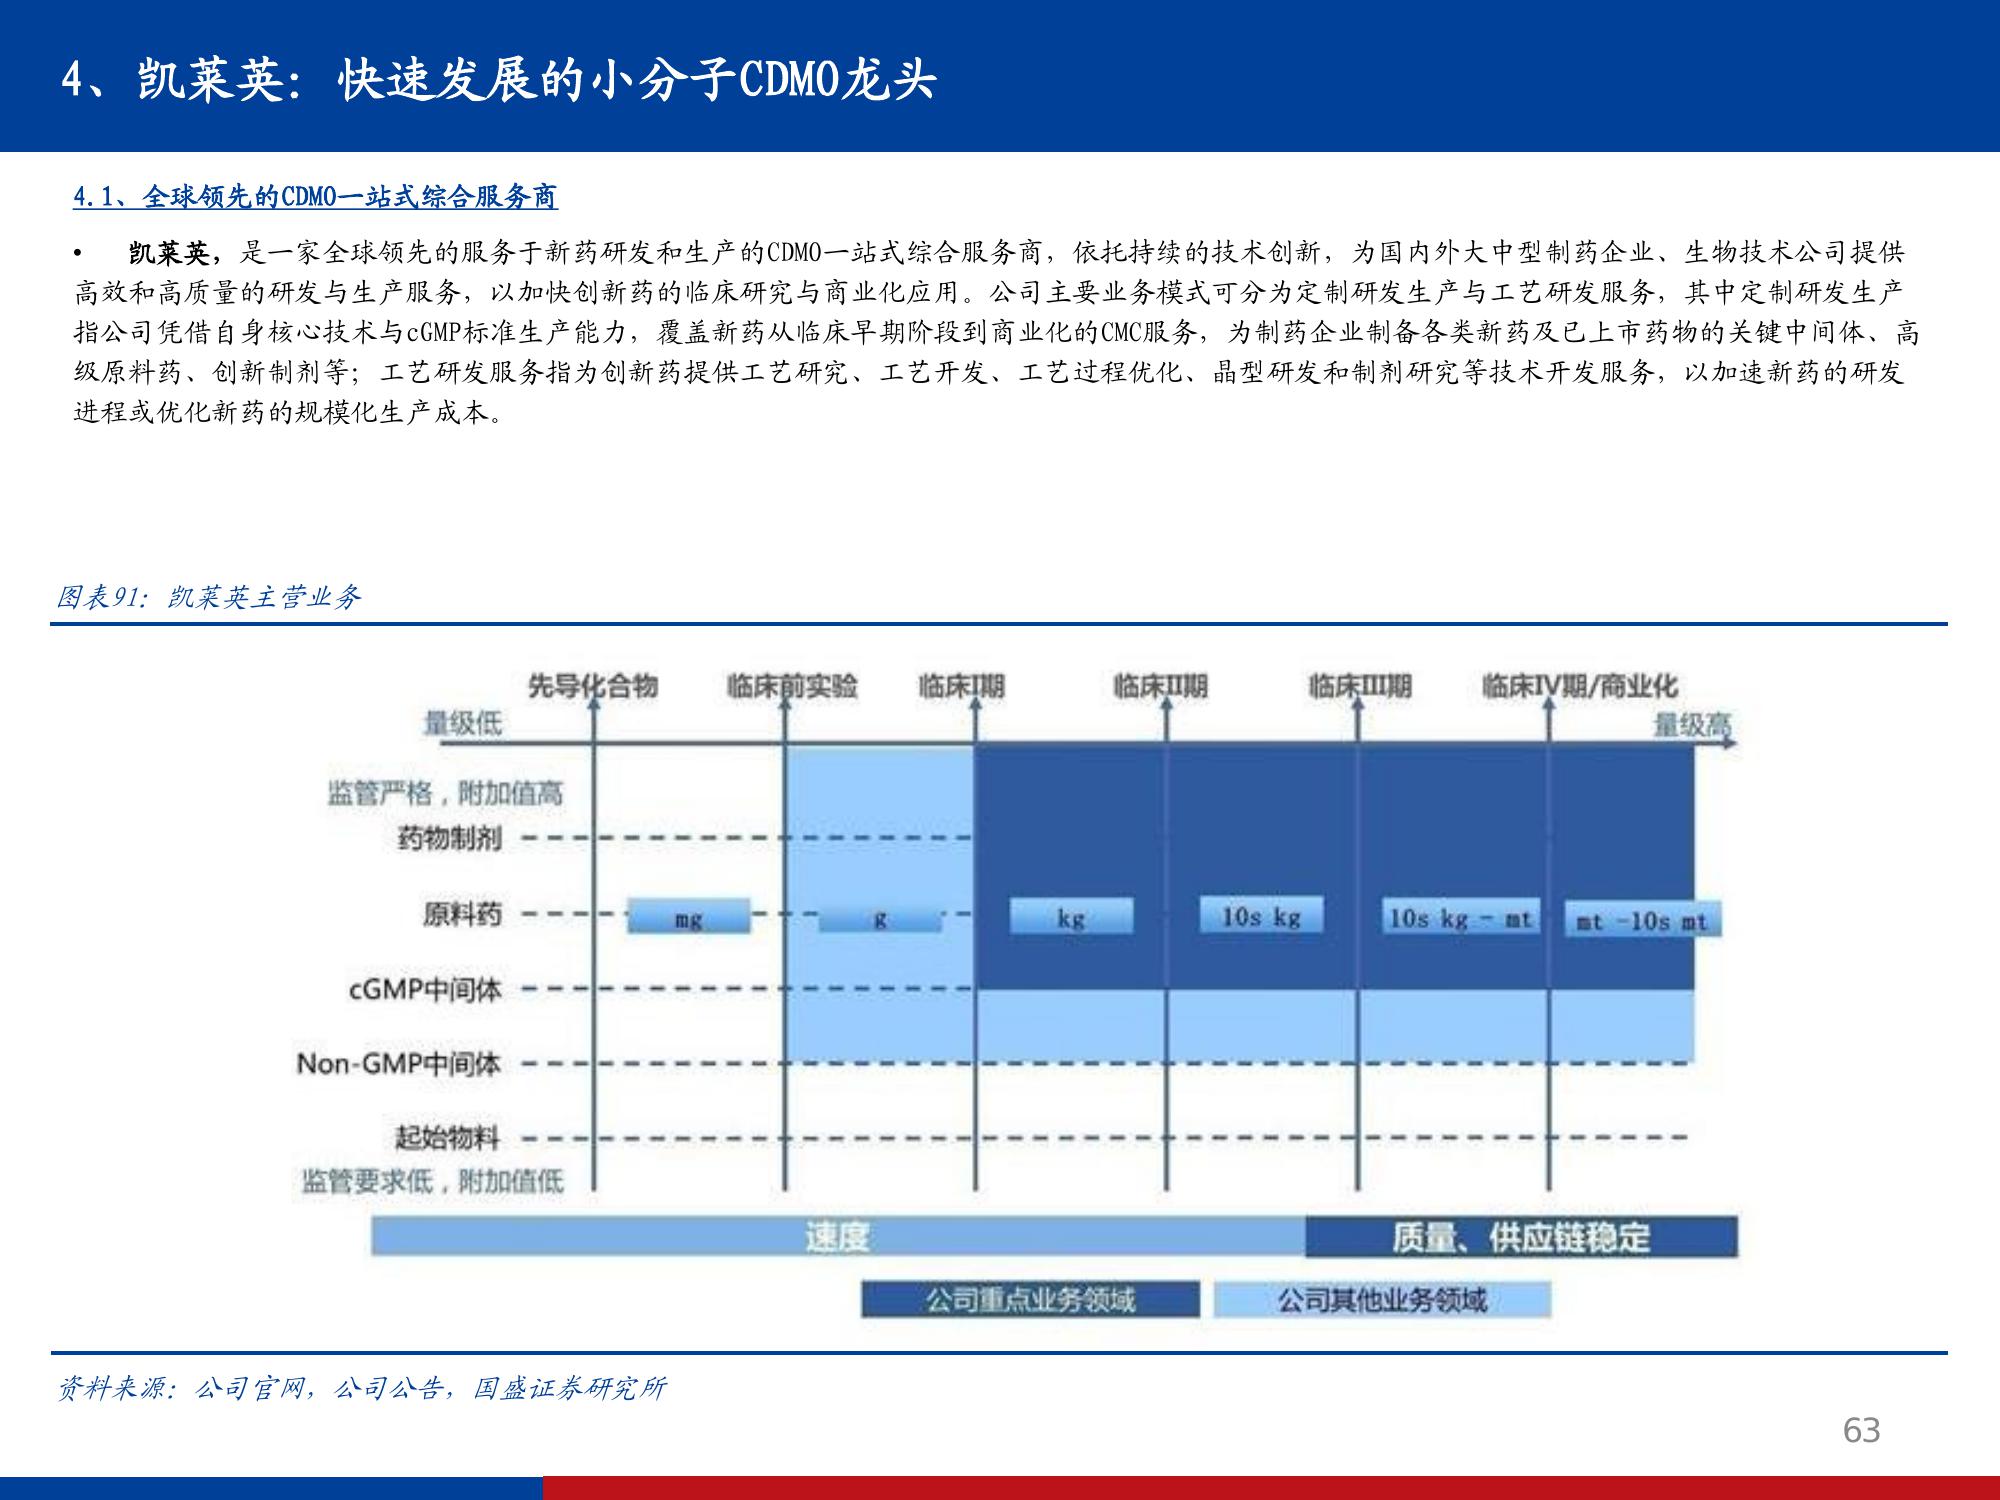 4、凯莱英：快速发展的小分子CDMO龙头
4.1、全球领先的CDMO一站式综合服务商
• 凯莱英，是一家全球领先的服务于新药研发和生产的CDMO一站式综合服务商，依托持续的技术创新，为国内外大中型制药企业、生物技术公司提供
高效和高质量的研发与生产服务，以加快创新药的临床研究与商业化应用。公司主要业务模式可分为定制研发生产与工艺研发服务，其中定制研发生产
指公司凭借自身核心技术与cGMP标准生产能力，覆盖新药从临床早期阶段到商业化的CMC服务，为制药企业制备各类新药及已上市药物的关键中间体、高
级原料药、创新制剂等；工艺研发服务指为创新药提供工艺研究、工艺开发、工艺过程优化、晶型研发和制剂研究等技术开发服务，以加速新药的研发
进程或优化新药的规模化生产成本。
图表91：凯莱英主营业务
先导化合物 临床前实验 临床I期 临床II期 临床III期 临床IV期/商业化
量级低 量级高
监管严格，附加值高
药物制剂
原料药 mg g kg 10s kg 10s kg - mt mt -10s mt
cGMP中间体
Non-GMP中间体
起始物料
监管要求低，附加值低
速度 质量、供应链稳定
公司重点业务领域 公司其他业务领域
资料来源：公司官网，公司公告，国盛证券研究所
63